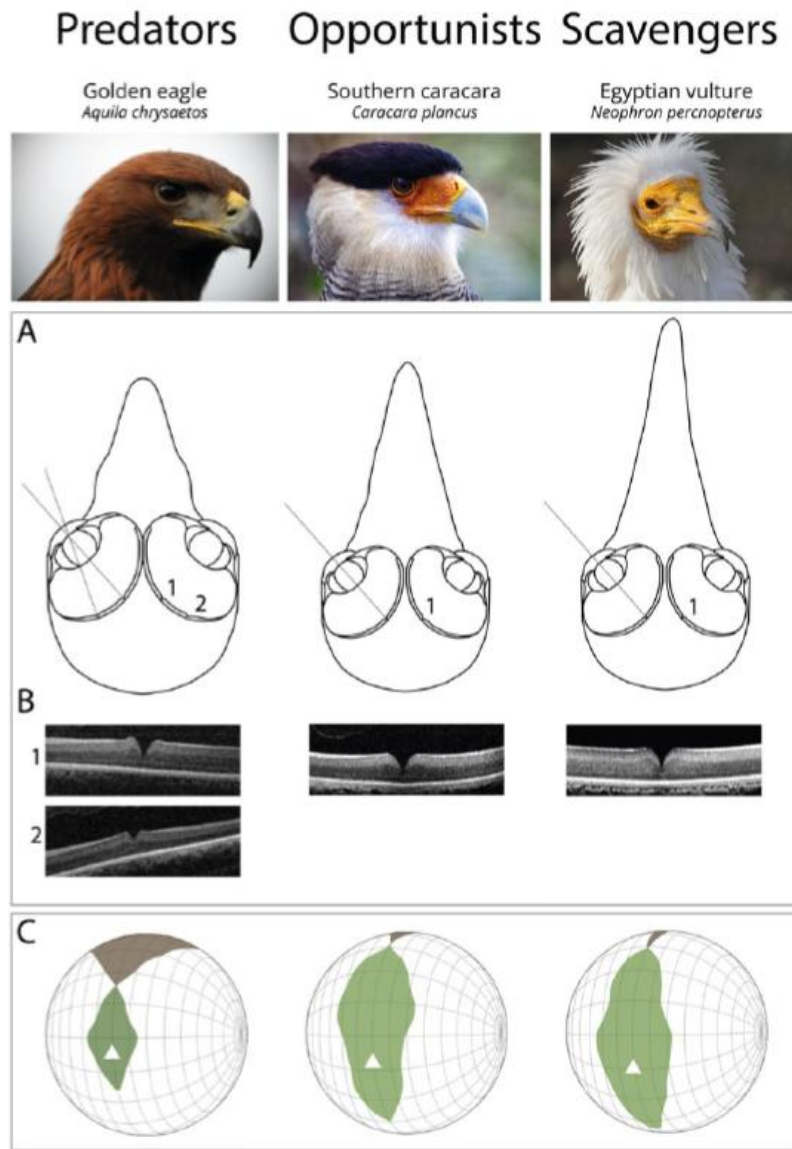 Predators Opportunists Scavengers
Golden eagle Southern caracara Egyptian vulture
Aquila chrysaetos Caracara plancus Neophron percnopterus
A
1 2 1 1
B
1
2
C